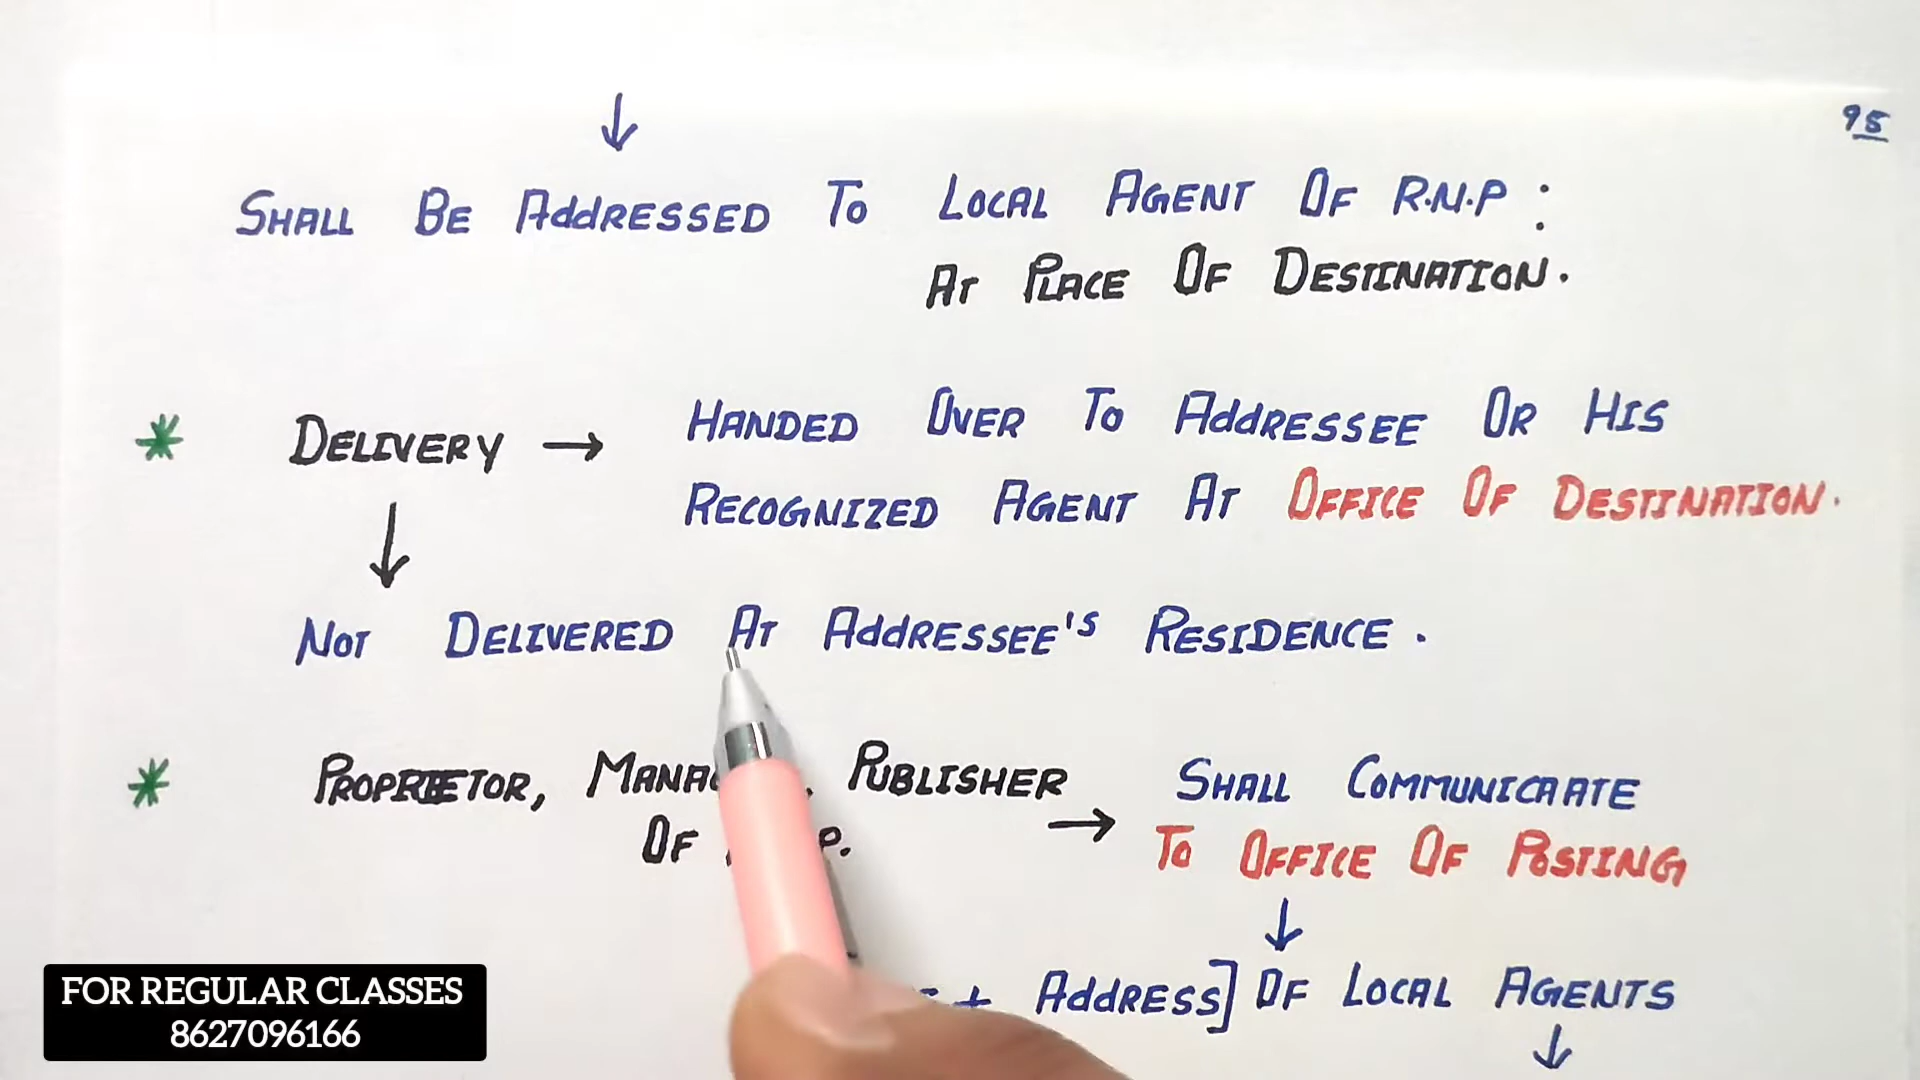 95
↓
SHALL BE ADDRESSED TO LOCAL AGENT OF R.N.P :
AT PLACE OF DESTINATION.
* DELIVERY → HANDED OVER TO ADDRESSEE OR HIS
RECOGNIZED AGENT AT OFFICE OF DESTINATION.
↓
NOT DELIVERED AT ADDRESSEE'S RESIDENCE.
* PROPRIETOR, PUBLISHER → SHALL COMMUNICAATE
OF TO OFFICE OF POSTING
↓
+ ADDRESS] OF LOCAL AGENTS
↓
FOR REGULAR CLASSES
8627096166